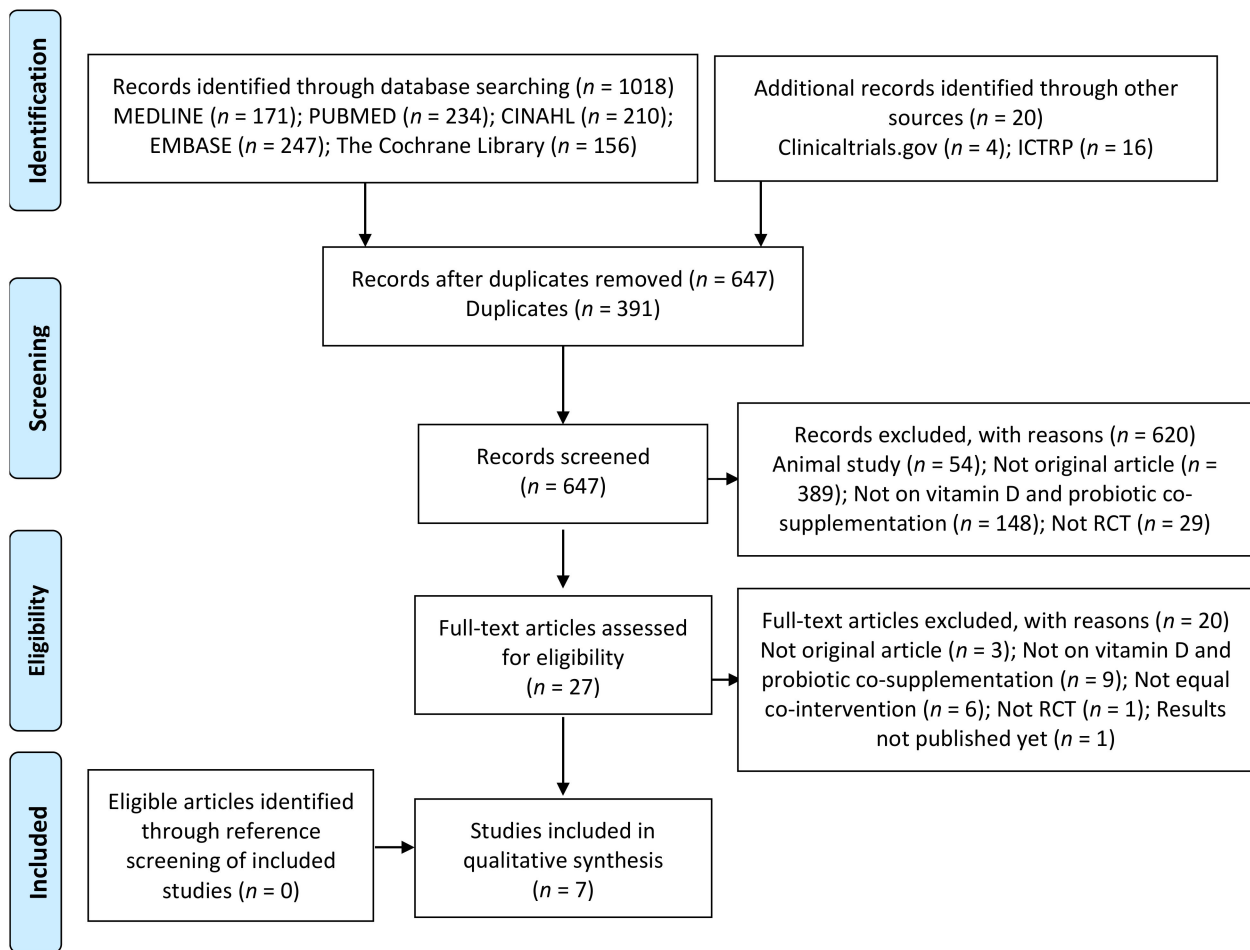 Identification
Records identified through database searching (n = 1018)
MEDLINE (n = 171); PUBMED (n = 234); CINAHL (n = 210);
EMBASE (n = 247); The Cochrane Library (n = 156)
Additional records identified through other
sources (n = 20)
Clinicaltrials.gov (n = 4); ICTRP (n = 16)
Records after duplicates removed (n = 647)
Duplicates (n = 391)
Screening
Records screened
(n = 647)
Records excluded, with reasons (n = 620)
Animal study (n = 54); Not original article (n =
389); Not on vitamin D and probiotic co-
supplementation (n = 148); Not RCT (n = 29)
Eligibility
Full-text articles assessed
for eligibility
(n = 27)
Full-text articles excluded, with reasons (n = 20)
Not original article (n = 3); Not on vitamin D and
probiotic co-supplementation (n = 9); Not equal
co-intervention (n = 6); Not RCT (n = 1); Results
not published yet (n = 1)
Included
Eligible articles identified
through reference
screening of included
studies (n = 0)
Studies included in
qualitative synthesis
(n = 7)